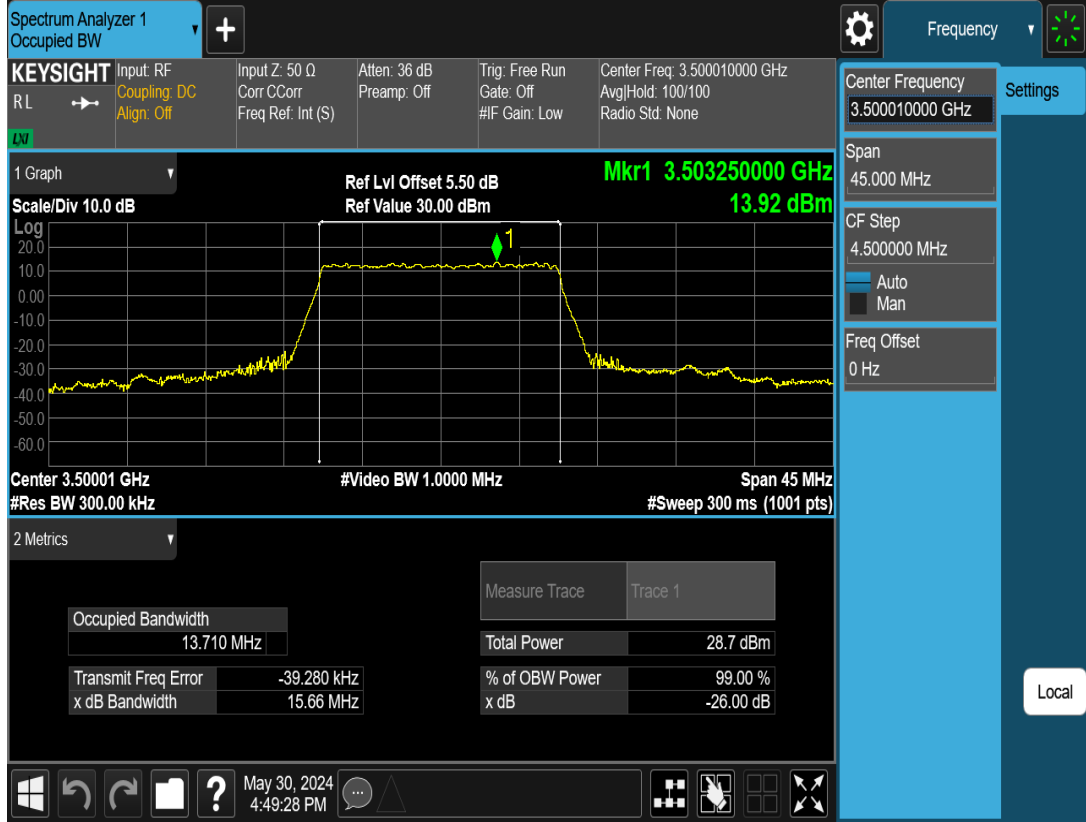 Spectrum Analyzer 1
Occupied BW
+
Frequency
KEYSIGHT
R L
LXI
Input: RF
Coupling: DC
Align: Off
Input Z: 50 Ω
Corr CCorr
Freq Ref: Int (S)
Atten: 36 dB
Preamp: Off
Trig: Free Run
Gate: Off
#IF Gain: Low
Center Freq: 3.500010000 GHz
Avg|Hold: 100/100
Radio Std: None
Center Frequency
3.500010000 GHz
Settings
Span
45.000 MHz
CF Step
4.500000 MHz
Auto
Man
Freq Offset
0 Hz
Local
1 Graph
Scale/Div 10.0 dB
Ref Lvl Offset 5.50 dB
Ref Value 30.00 dBm
Mkr1 3.503250000 GHz
13.92 dBm
Log
1
20.0
10.0
0.00
-10.0
-20.0
-30.0
-40.0
-50.0
-60.0
Center 3.50001 GHz
#Video BW 1.0000 MHz
Span 45 MHz
#Res BW 300.00 kHz
#Sweep 300 ms (1001 pts)
2 Metrics
Measure Trace
Trace 1
Occupied Bandwidth
13.710 MHz
Total Power
28.7 dBm
Transmit Freq Error
-39.280 kHz
% of OBW Power
99.00 %
x dB Bandwidth
15.66 MHz
x dB
-26.00 dB
?
May 30, 2024
4:49:28 PM